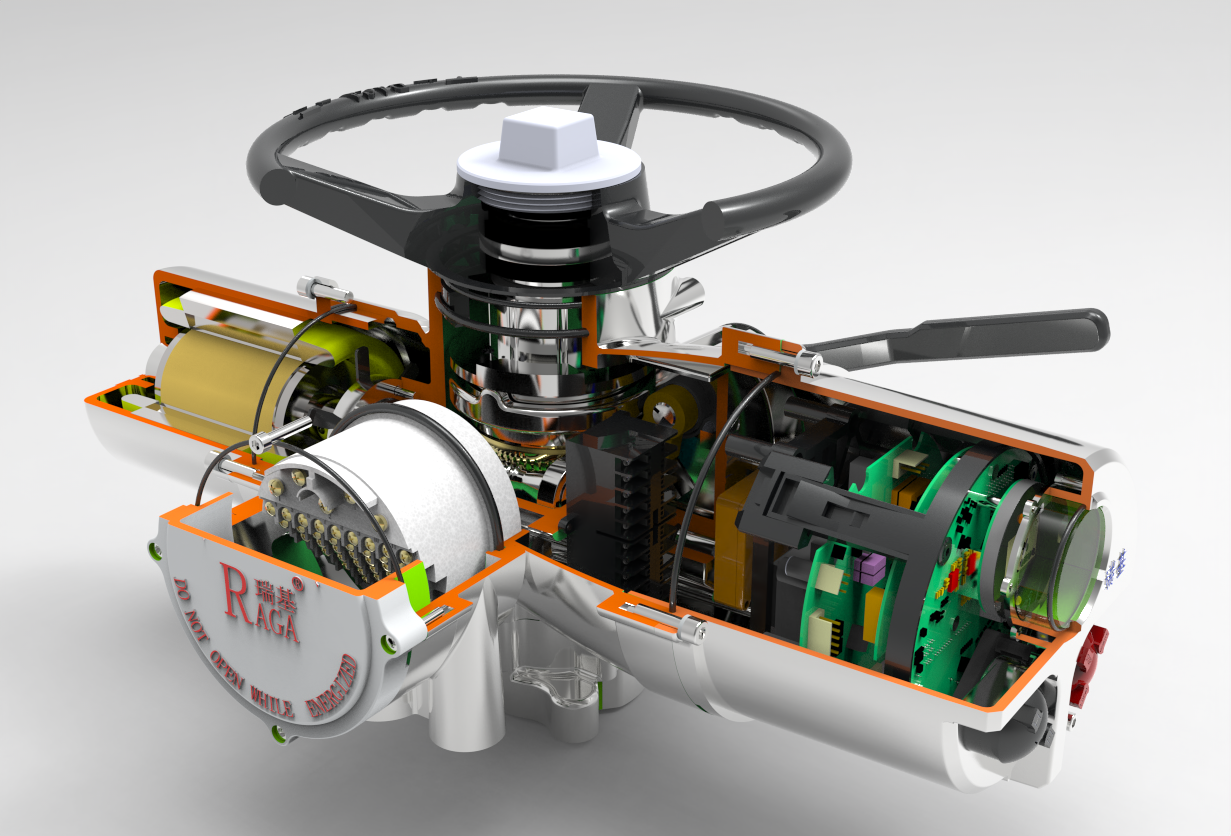 瑞基®
RAGA
DO NOT OPEN WHILE ENERGIZED